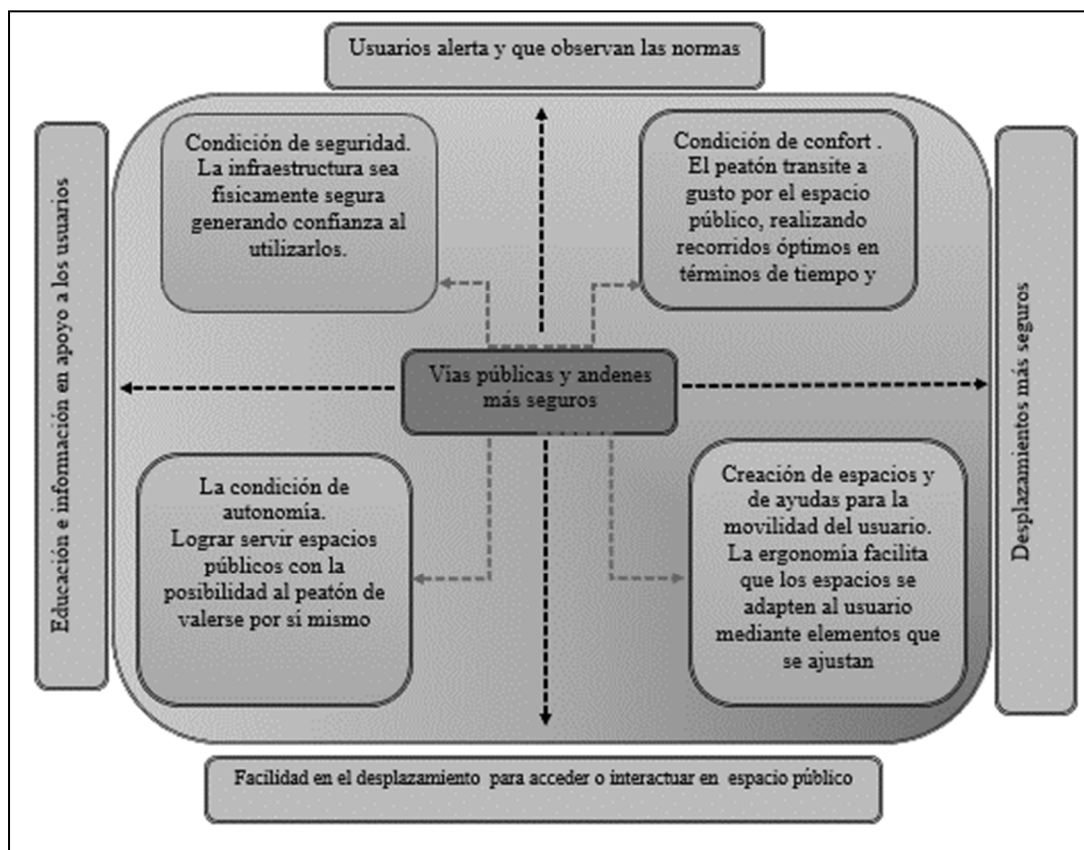 Usuarios alerta y que observan las normas
Educación e información en apoyo a los usuarios
Condición de seguridad.
La infraestructura sea
fisicamente segura
generando confianza al
utilizarlos.
Condición de confort .
El peatón transite a
gusto por el espacio
público, realizando
recorridos óptimos en
términos de tiempo y
Vías públicas y andenes
más seguros
La condición de
autonomía.
Lograr servir espacios
públicos con la
posibilidad al peatón de
valerse por sí mismo
Creación de espacios y
de ayudas para la
movilidad del usuario.
La ergonomía facilita
que los espacios se
adapten al usuario
mediante elementos que
se ajustan
Desplazamientos más seguros
Facilidad en el desplazamiento para acceder o interactuar en espacio público